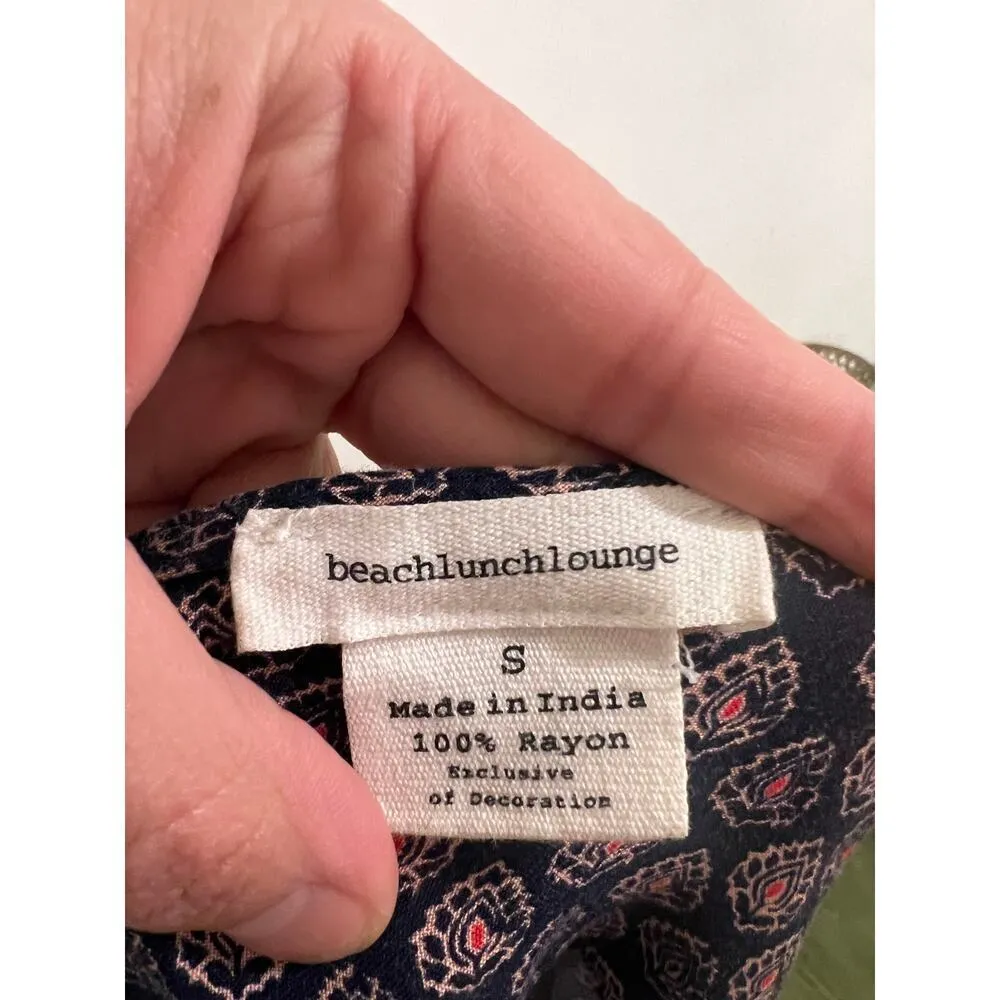 beachlunchlounge
S
Made in India
100% Rayon
Exclusive
of Decoration